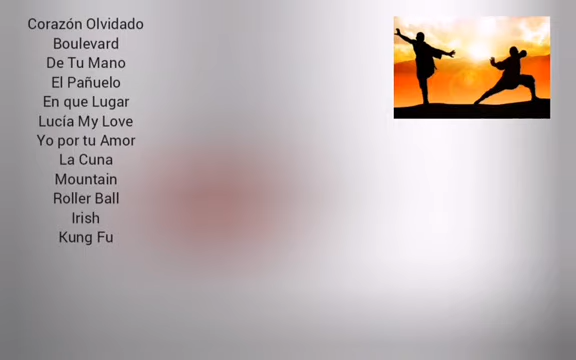 Corazón Olvidado
Boulevard
De Tu Mano
El Pañuelo
En que Lugar
Lucía My Love
Yo por tu Amor
La Cuna
Mountain
Roller Ball
Irish
Kung Fu